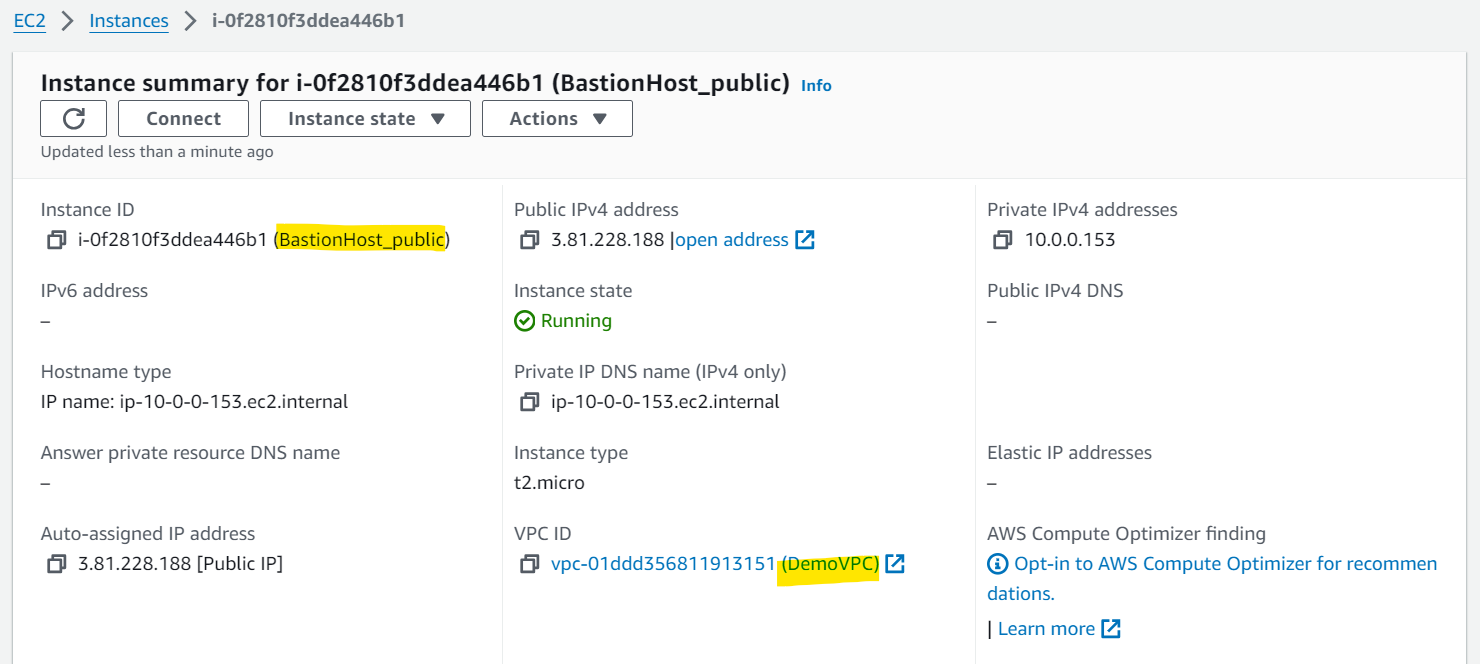 EC2 > Instances > i-0f2810f3ddea446b1
Instance summary for i-0f2810f3ddea446b1 (BastionHost_public) Info
Connect Instance state ▼ Actions ▼
Updated less than a minute ago
Instance ID
i-0f2810f3ddea446b1 (BastionHost_public)
Public IPv4 address
3.81.228.188 |open address
Private IPv4 addresses
10.0.0.153
IPv6 address
–
Instance state
Running
Public IPv4 DNS
–
Hostname type
IP name: ip-10-0-0-153.ec2.internal
Private IP DNS name (IPv4 only)
ip-10-0-0-153.ec2.internal
Answer private resource DNS name
–
Instance type
t2.micro
Elastic IP addresses
–
Auto-assigned IP address
3.81.228.188 [Public IP]
VPC ID
vpc-01ddd356811913151 (DemoVPC)
AWS Compute Optimizer finding
Opt-in to AWS Compute Optimizer for recommen
dations.
| Learn more